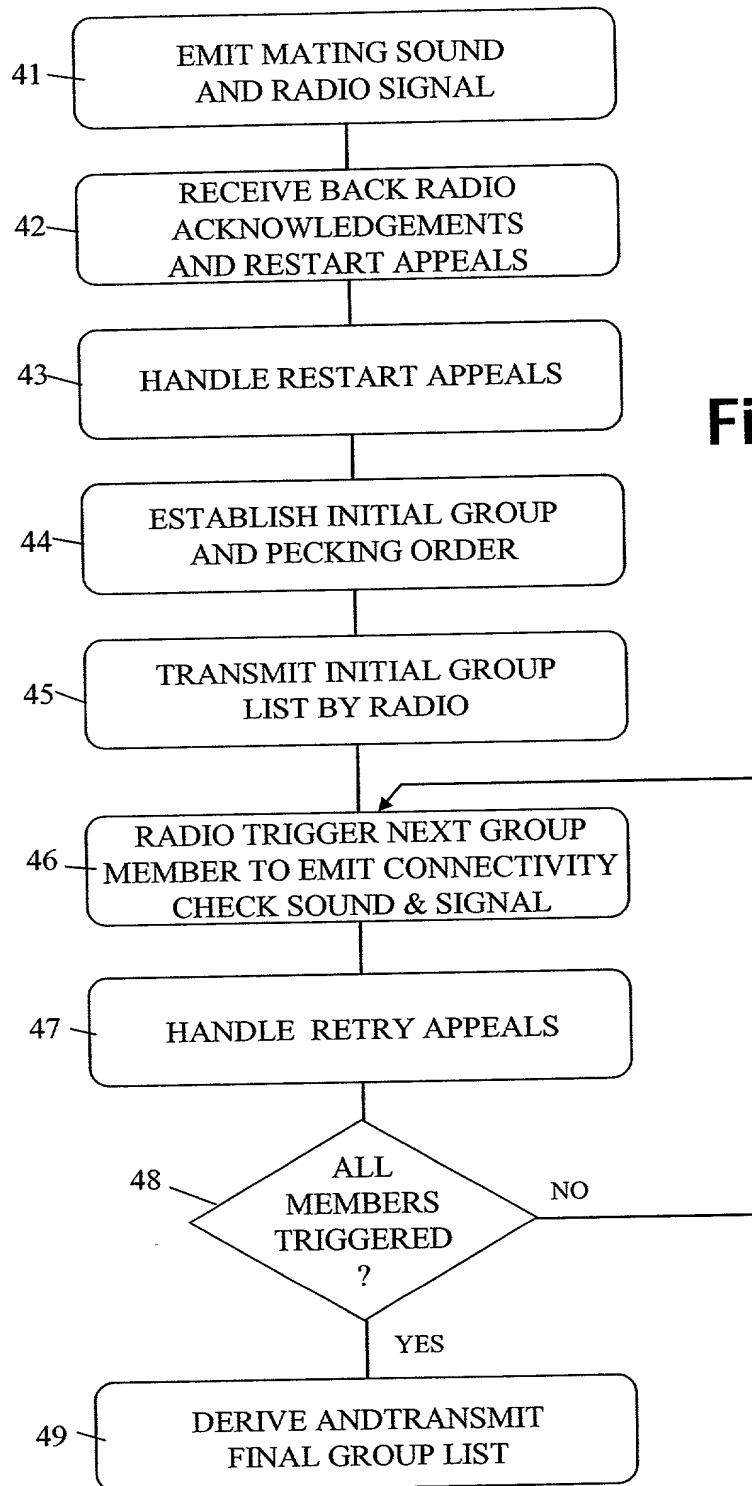 41
EMIT MATING SOUND
AND RADIO SIGNAL
42
RECEIVE BACK RADIO
ACKNOWLEDGEMENTS
AND RESTART APPEALS
43
HANDLE RESTART APPEALS
Fi
44
ESTABLISH INITIAL GROUP
AND PECKING ORDER
45
TRANSMIT INITIAL GROUP
LIST BY RADIO
46
RADIO TRIGGER NEXT GROUP
MEMBER TO EMIT CONNECTIVITY
CHECK SOUND & SIGNAL
47
HANDLE RETRY APPEALS
48
ALL
MEMBERS
TRIGGERED
?
NO
YES
49
DERIVE ANDTRANSMIT
FINAL GROUP LIST